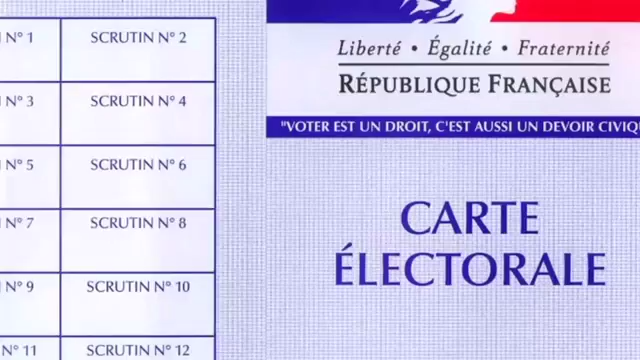 N° 1
SCRUTIN N° 2
N° 3
SCRUTIN N° 4
N° 5
SCRUTIN N° 6
N° 7
SCRUTIN N° 8
N° 9
SCRUTIN N° 10
N° 11
SCRUTIN N° 12
Liberté • Égalité • Fraternité
RÉPUBLIQUE FRANÇAISE
"VOTER EST UN DROIT, C'EST AUSSI UN DEVOIR
CARTE
ÉLECTORALE